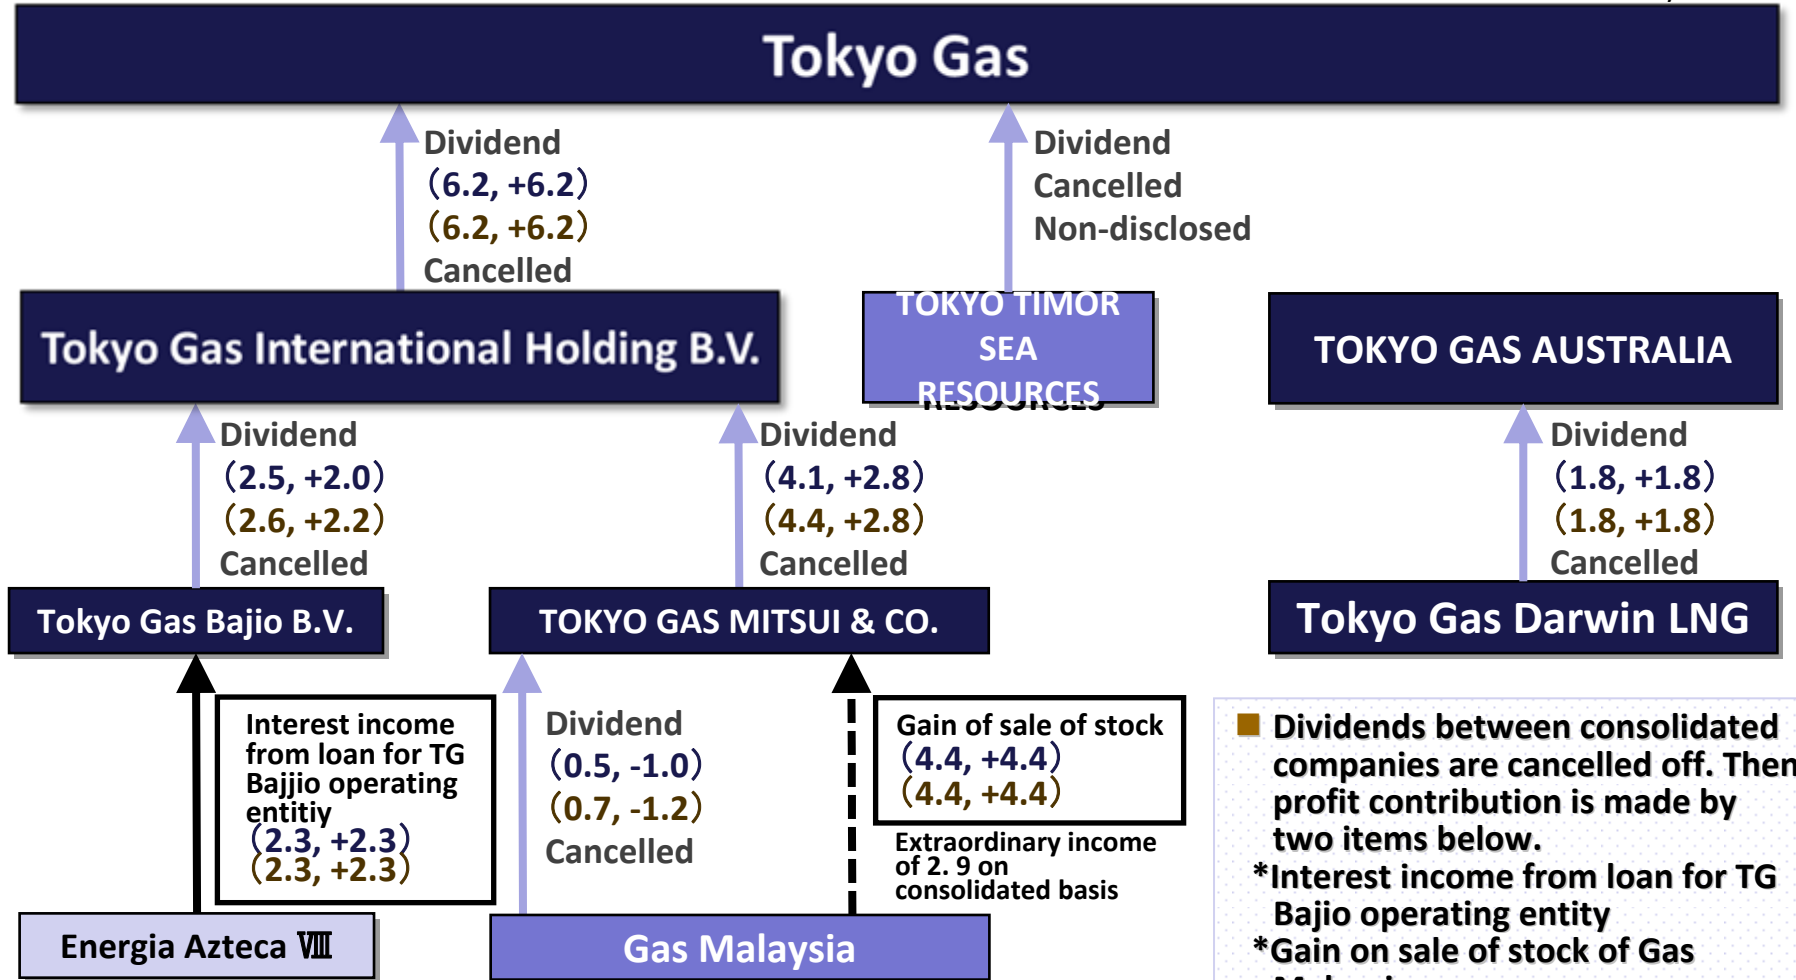 Tokyo Gas
Dividend
（6.2, +6.2）
（6.2, +6.2）
Cancelled
Dividend
Cancelled
Non-disclosed
Tokyo Gas International Holding B.V.
TOKYO TIMOR
SEA
RESOURCES
TOKYO GAS AUSTRALIA
Dividend
（2.5, +2.0）
（2.6, +2.2）
Cancelled
Dividend
（4.1, +2.8）
（4.4, +2.8）
Cancelled
Dividend
（1.8, +1.8）
（1.8, +1.8）
Cancelled
Tokyo Gas Bajio B.V.
TOKYO GAS MITSUI & CO.
Tokyo Gas Darwin LNG
Interest income
from loan for TG
Bajjio operating
entitiy
（2.3, +2.3）
（2.3, +2.3）
Dividend
（0.5, -1.0）
（0.7, -1.2）
Cancelled
Gain of sale of stock
（4.4, +4.4）
（4.4, +4.4）
Extraordinary income
of 2. 9 on
consolidated basis
■ Dividends between consolidated
companies are cancelled off. Then
profit contribution is made by
two items below.
*Interest income from loan for TG
Bajio operating entity
*Gain on sale of stock of Gas
Energia Azteca Ⅷ
Gas Malaysia